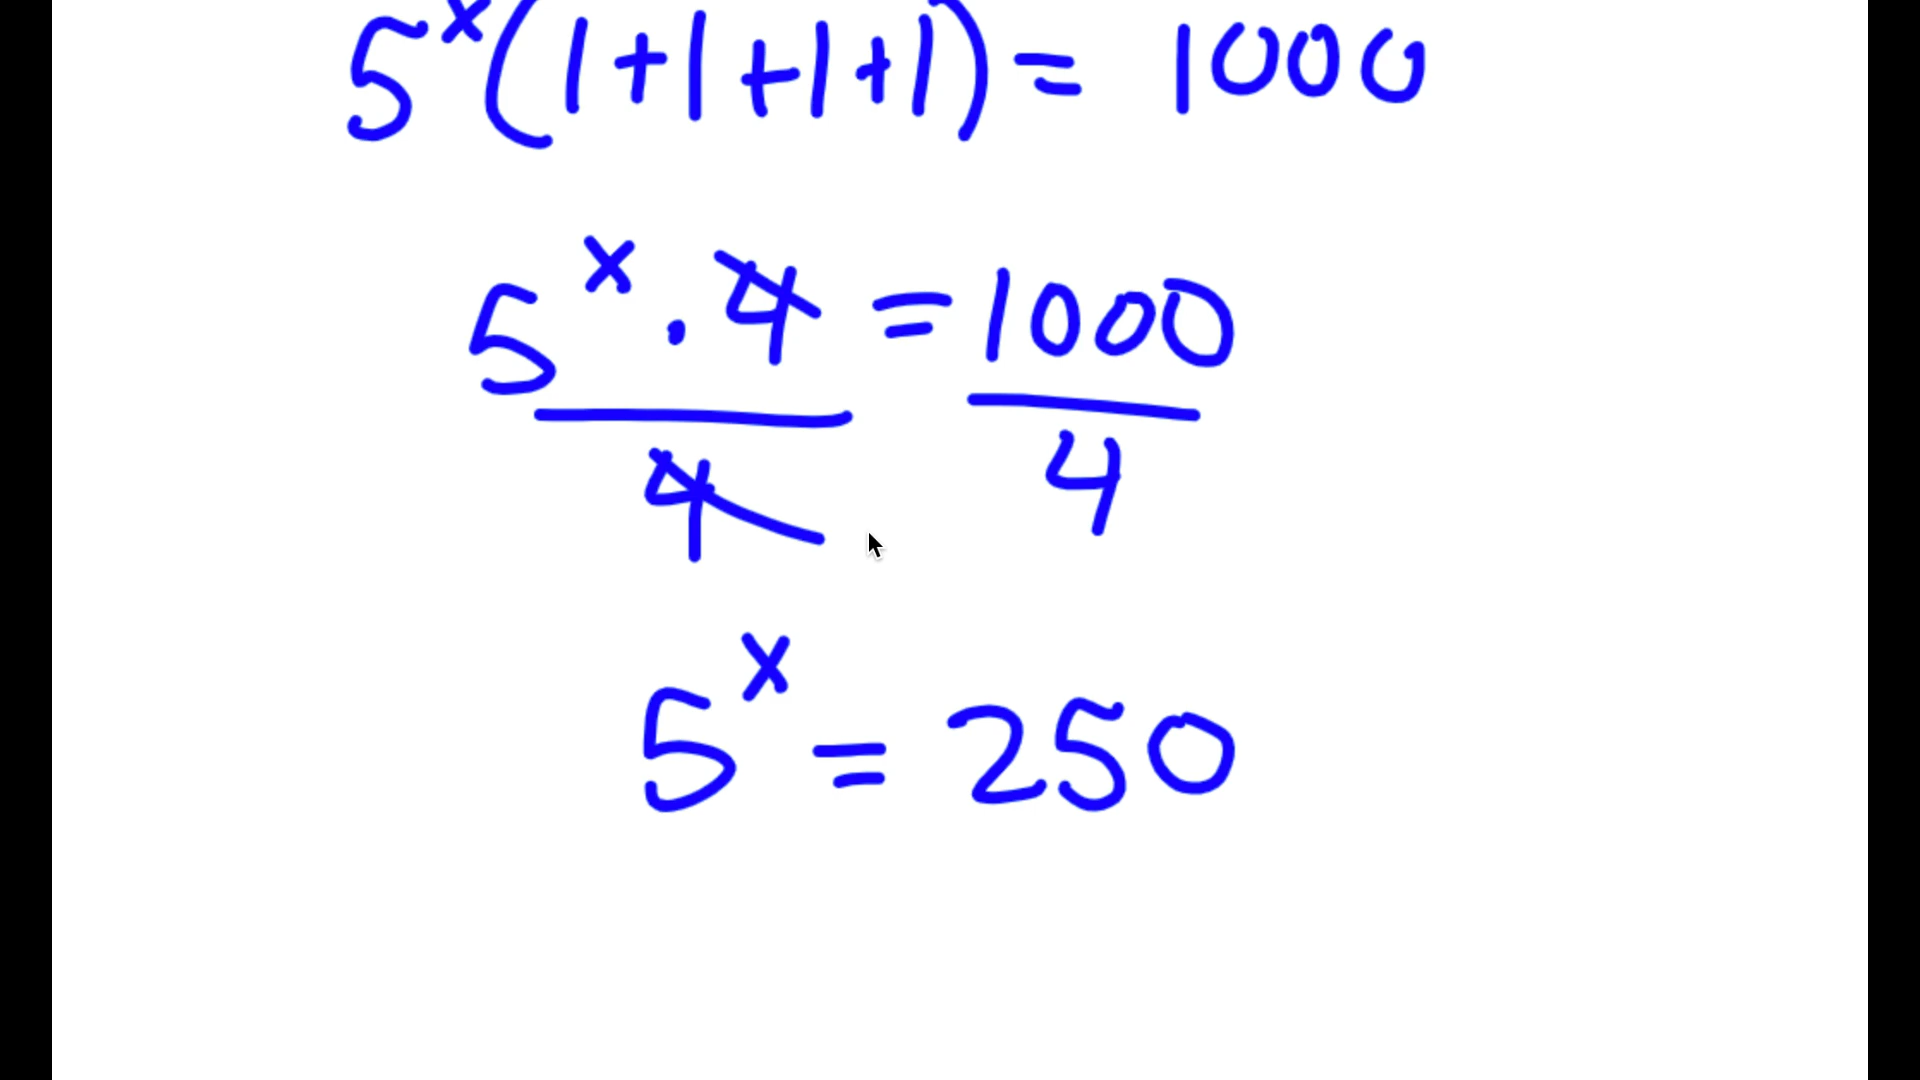 5^x(1+1+1+1) = 1000
5^x · 4 = 1000
4 4
5^x = 250